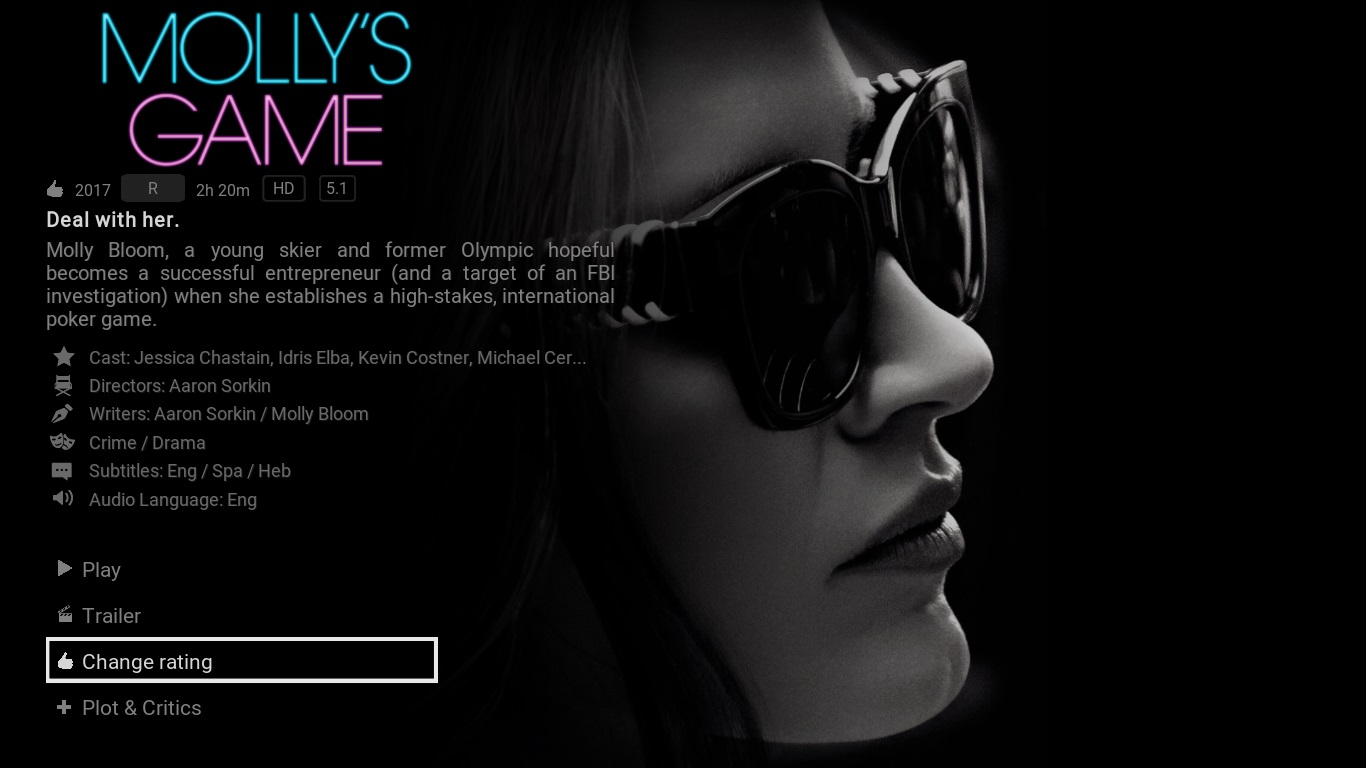 MOLLY'S
GAME
2017 R 2h 20m HD 5.1
Deal with her.
Molly Bloom, a young skier and former Olympic hopeful
becomes a successful entrepreneur (and a target of an FBI
investigation) when she establishes a high-stakes, international
poker game.
Cast: Jessica Chastain, Idris Elba, Kevin Costner, Michael Cer...
Directors: Aaron Sorkin
Writers: Aaron Sorkin / Molly Bloom
Crime / Drama
Subtitles: Eng / Spa / Heb
Audio Language: Eng
Play
Trailer
Change rating
Plot & Critics